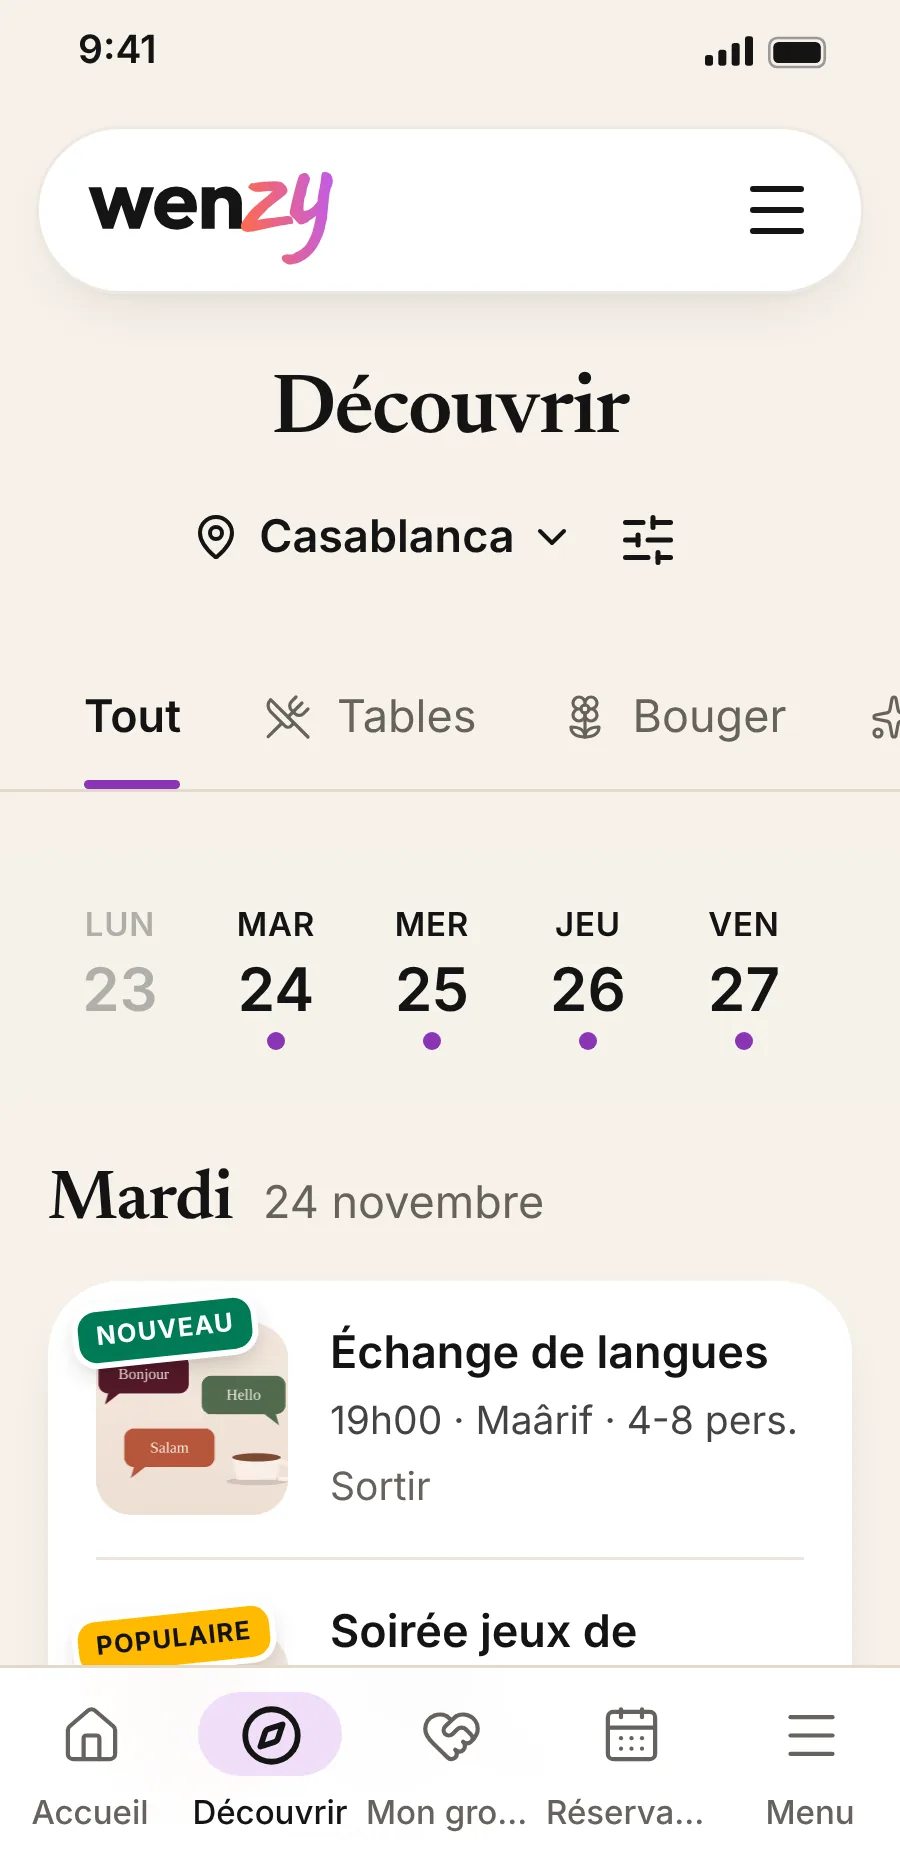 9:41
wenzy
Découvrir
Casablanca
Tout Tables Bouger
LUN MAR MER JEU VEN
23 24 25 26 27
Mardi 24 novembre
NOUVEAU
Bonjour
Hello
Salam
Échange de langues
19h00 · Maârif · 4-8 pers.
Sortir
POPULAIRE
Soirée jeux de
Accueil Découvrir Mon gro... Réserva... Menu